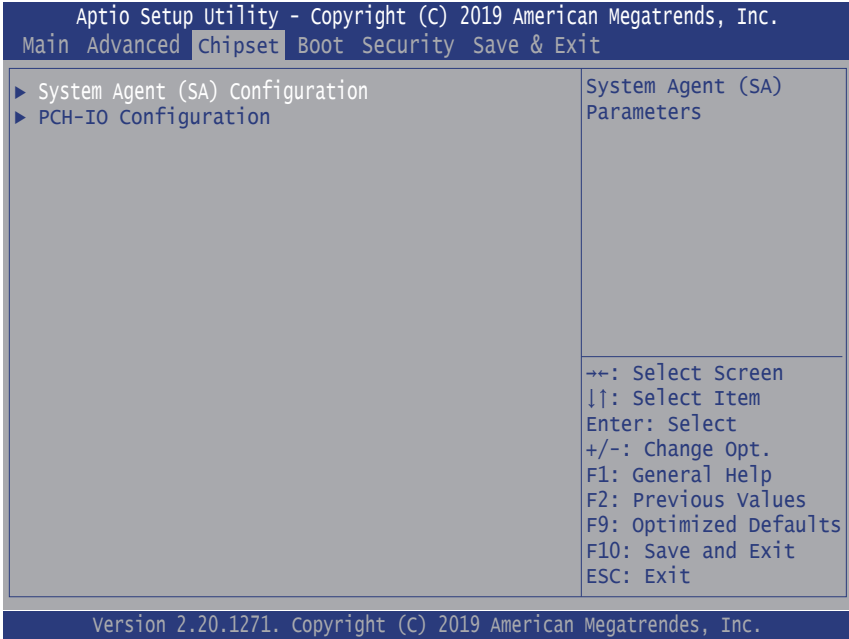 Aptio Setup Utility - Copyright (C) 2019 American Megatrends, Inc.
Main Advanced Chipset Boot Security Save & Exit
► System Agent (SA) Configuration
► PCH-IO Configuration
System Agent (SA)
Parameters
→←: Select Screen
↓↑: Select Item
Enter: Select
+/-: Change Opt.
F1: General Help
F2: Previous Values
F9: Optimized Defaults
F10: Save and Exit
ESC: Exit
Version 2.20.1271. Copyright (C) 2019 American Megatrendes, Inc.